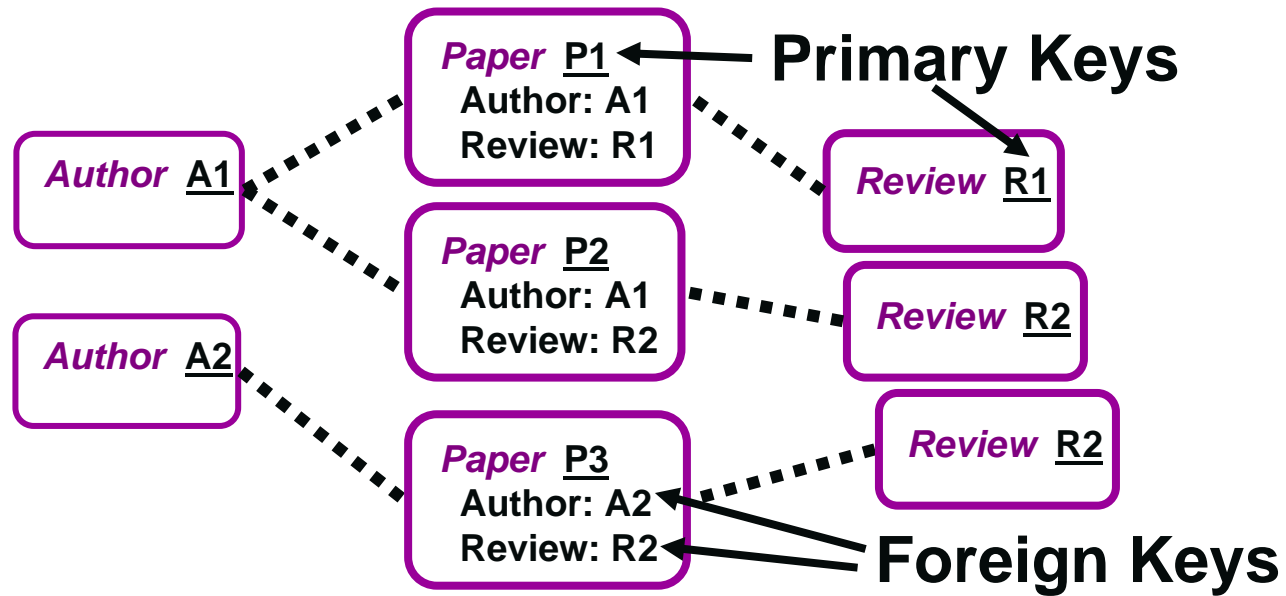 Paper P1
Author: A1
Review: R1
Primary Keys
Author A1
Review R1
Paper P2
Author: A1
Review: R2
Review R2
Author A2
Paper P3
Author: A2
Review: R2
Review R2
Foreign Keys